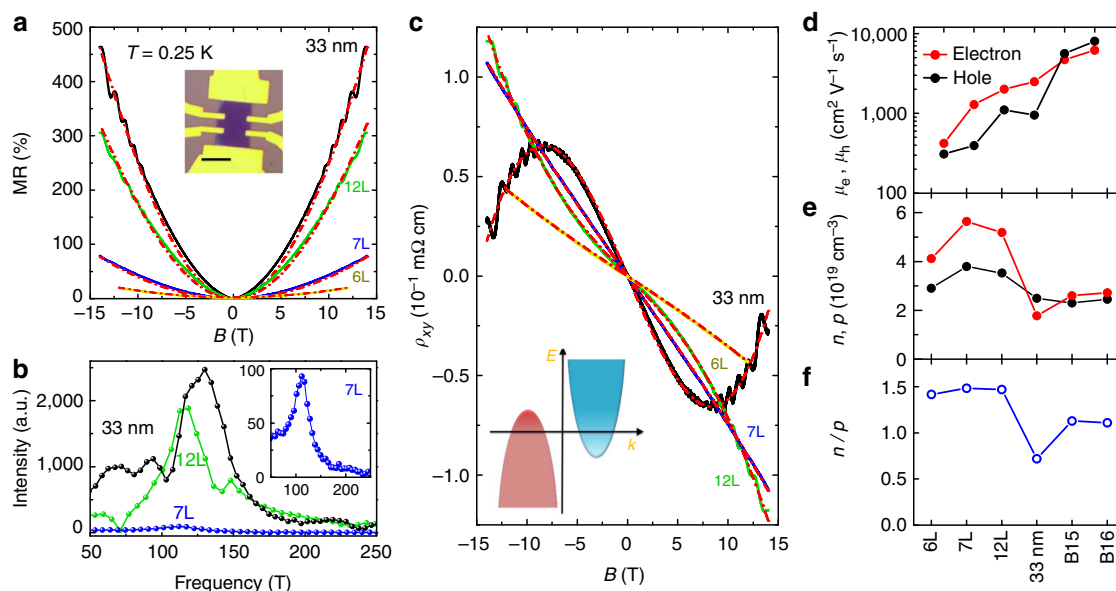 a
500
400
300
200
100
0
MR (%)
T = 0.25 K
33 nm
12L
7L
6L
−15 −10 −5 0 5 10 15
B (T)
b
2,000
1,000
0
Intensity (a.u.)
33 nm
12L
7L
100
50
0
7L
100 200
50 100 150 200 250
Frequency (T)
c
1.0
0.5
0.0
−0.5
−1.0
ρxy (10−1 mΩ cm)
33 nm
6L
7L
12L
E
k
−15 −10 −5 0 5 10 15
B (T)
d
10,000
1,000
100
μe, μh (cm2 V−1 s−1)
Electron
Hole
e
6
4
2
0
n, p (1019 cm−3)
f
1.5
1.0
0.5
0.0
n / p
6L
7L
12L
33 nm
B15
B16